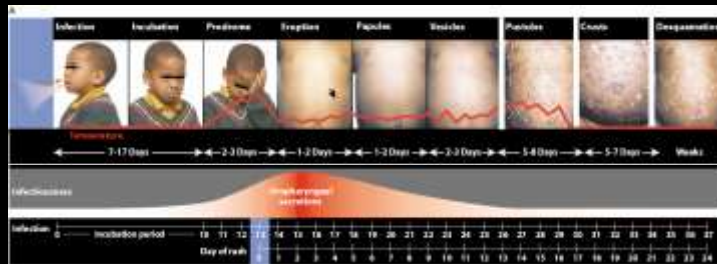 A
Infection Incubation Prodrome Eruption Papules Vesicles Pustules Crusts Desquamation
Temperature
7-17 Days 2-3 Days 1-2 Days 1-2 Days 2-3 Days 5-8 Days 5-7 Days Weeks
Infectiousness
Oropharyngeal
secretions
Infection 0 Incubation period 10 11 12 13 14 15 16 17 18 19 20 21 22 23 24 25 26 27 28 29 30 31 32 33 34 35 36 37
Day of rash 0 1 2 3 4 5 6 7 8 9 10 11 12 13 14 15 16 17 18 19 20 21 22 23 24